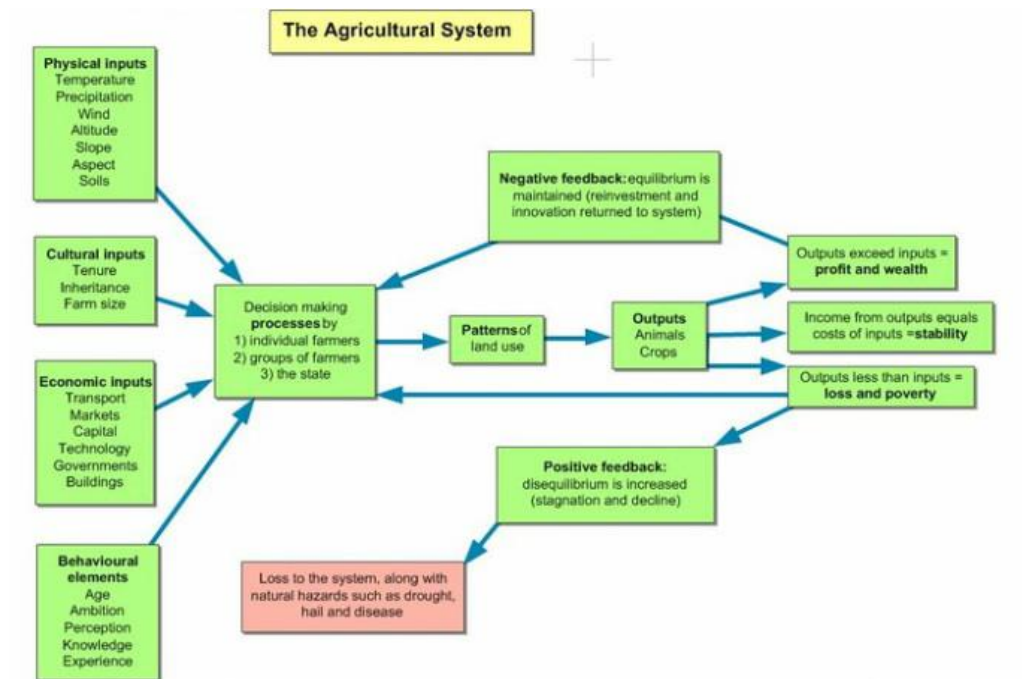 The Agricultural System
Physical inputs
Temperature
Precipitation
Wind
Altitude
Slope
Aspect
Soils
Cultural inputs
Tenure
Inheritance
Farm size
Economic inputs
Transport
Markets
Capital
Technology
Governments
Buildings
Behavioural
elements
Age
Ambition
Perception
Knowledge
Experience
Decision making
processes by
1) individual farmers
2) groups of farmers
3) the state
Negative feedback: equilibrium is
maintained (reinvestment and
innovation returned to system)
Patterns of
land use
Outputs
Animals
Crops
Outputs exceed inputs =
profit and wealth
Income from outputs equals
costs of inputs =stability
Outputs less than inputs =
loss and poverty
Positive feedback:
disequilibrium is increased
(stagnation and decline)
Loss to the system, along with
natural hazards such as drought,
hail and disease